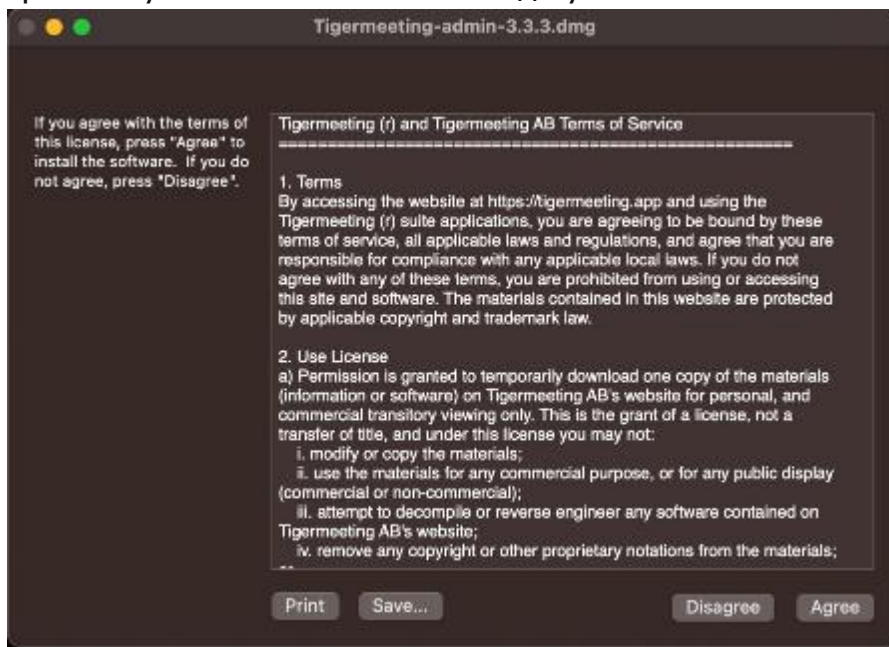 Tigermeeting-admin-3.3.3.dmg
If you agree with the terms of
this license, press "Agree" to
install the software. If you do
not agree, press "Disagree".
Tigermeeting (r) and Tigermeeting AB Terms of Service
1. Terms
By accessing the website at https://tigermeeting.app and using the
Tigermeeting (r) suite applications, you are agreeing to be bound by these
terms of service, all applicable laws and regulations, and agree that you are
responsible for compliance with any applicable local laws. If you do not
agree with any of these terms, you are prohibited from using or accessing
this site and software. The materials contained in this website are protected
by applicable copyright and trademark law.
2. Use License
a) Permission is granted to temporarily download one copy of the materials
(information or software) on Tigermeeting AB's website for personal, and
commercial transitory viewing only. This is the grant of a license, not a
transfer of title, and under this license you may not:
i. modify or copy the materials;
ii. use the materials for any commercial purpose, or for any public display
(commercial or non-commercial);
iii. attempt to decompile or reverse engineer any software contained on
Tigermeeting AB's website;
iv. remove any copyright or other proprietary notations from the materials;
Print Save... Disagree Agree